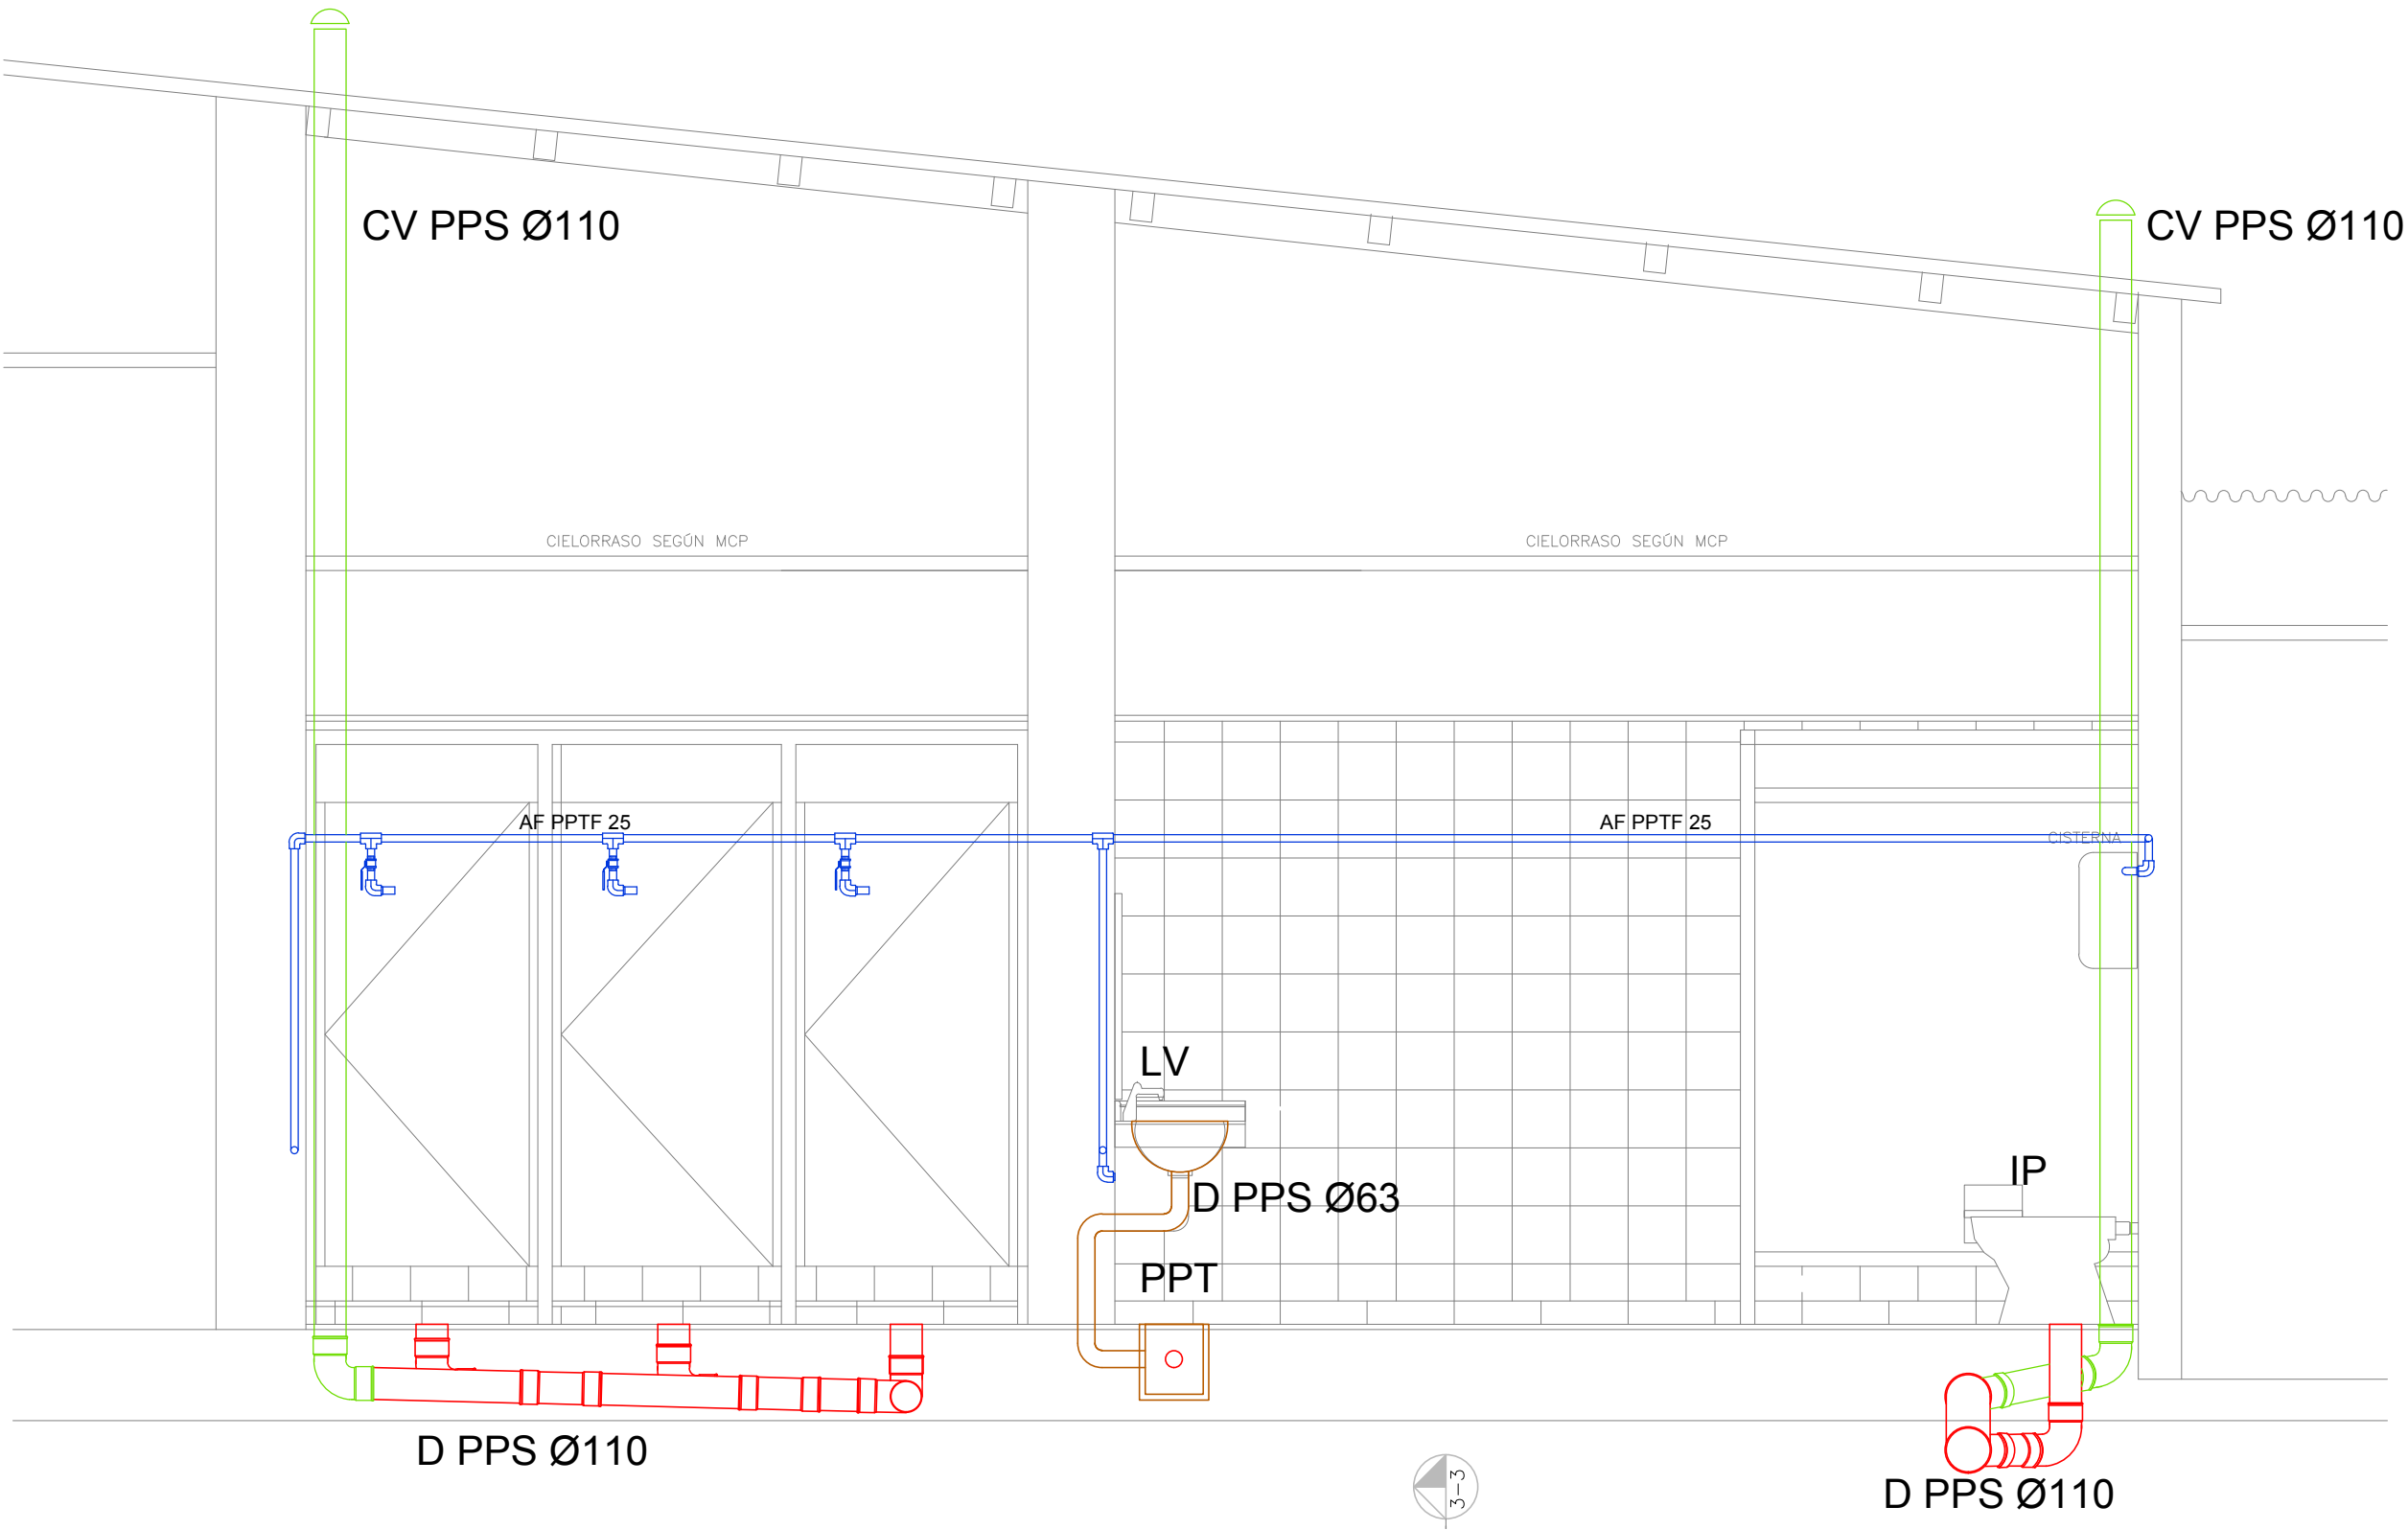 CV PPS Ø110
CV PPS Ø110
CIELORRASO SEGÚN MCP
CIELORRASO SEGÚN MCP
AF PPTF 25
AF PPTF 25
CISTERNA
LV
IP
D PPS Ø63
PPT
D PPS Ø110
3-3
D PPS Ø110